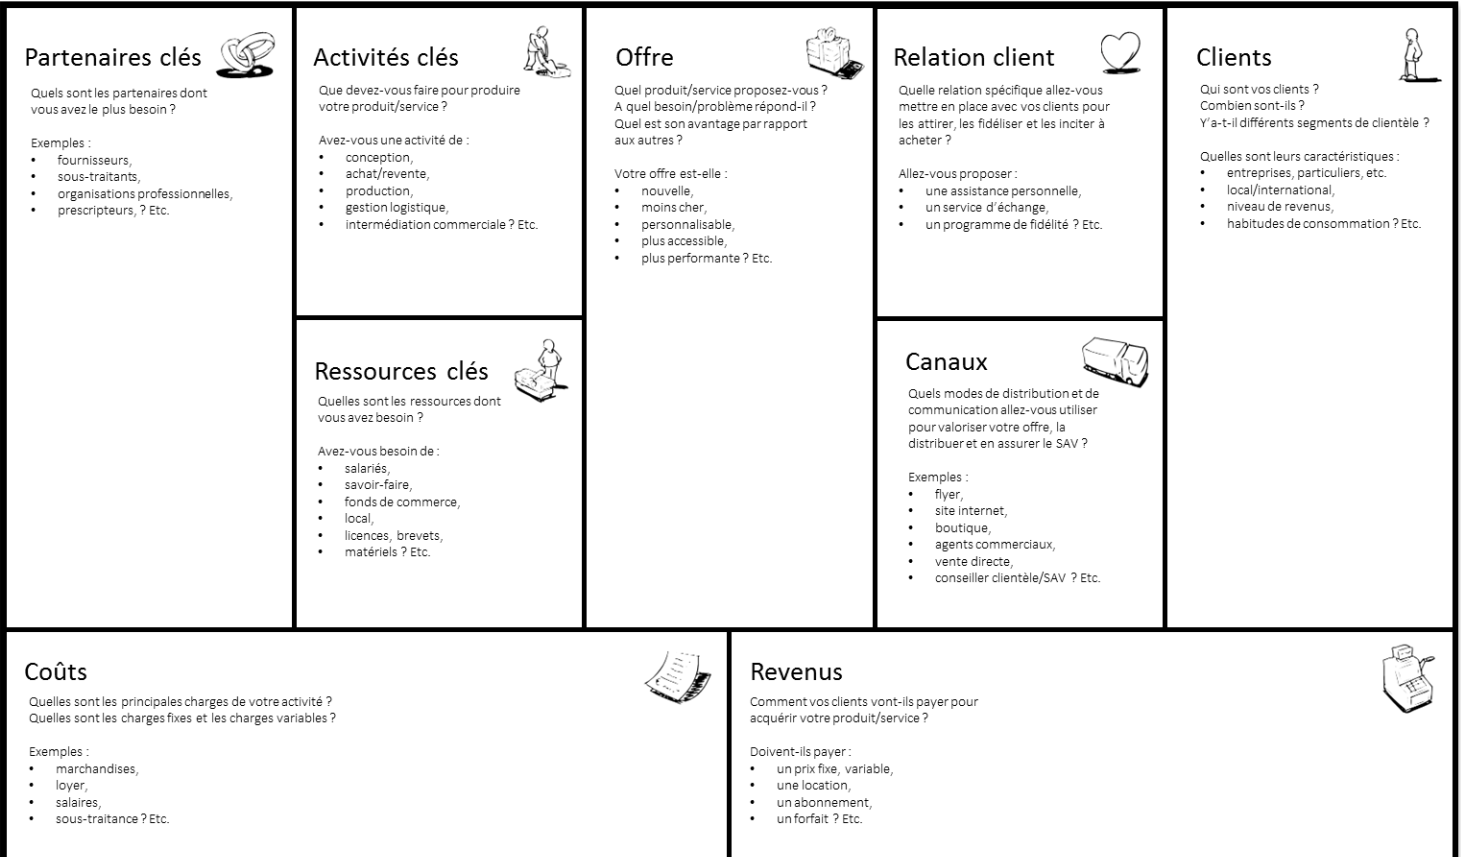 Partenaires clés
Quels sont les partenaires dont
vous avez le plus besoin ?
Exemples :
• fournisseurs,
• sous-traitants,
• organisations professionnelles,
• prescripteurs, ? Etc.
Activités clés
Que devez-vous faire pour produire
votre produit/service ?
Avez-vous une activité de :
• conception,
• achat/revente,
• production,
• gestion logistique,
• intermédiation commerciale ? Etc.
Ressources clés
Quelles sont les ressources dont
vous avez besoin ?
Avez-vous besoin de :
• salariés,
• savoir-faire,
• fonds de commerce,
• local,
• licences, brevets,
• matériels ? Etc.
Offre
Quel produit/service proposez-vous ?
A quel besoin/problème répond-il ?
Quel est son avantage par rapport
aux autres ?
Votre offre est-elle :
• nouvelle,
• moins cher,
• personnalisable,
• plus accessible,
• plus performante ? Etc.
Relation client
Quelle relation spécifique allez-vous
mettre en place avec vos clients pour
les attirer, les fidéliser et les inciter à
acheter ?
Allez-vous proposer :
• une assistance personnelle,
• un service d'échange,
• un programme de fidélité ? Etc.
Canaux
Quels modes de distribution et de
communication allez-vous utiliser
pour valoriser votre offre, la
distribuer et en assurer le SAV ?
Exemples :
• flyer,
• site internet,
• boutique,
• agents commerciaux,
• vente directe,
• conseiller clientèle/SAV ? Etc.
Clients
Qui sont vos clients ?
Combien sont-ils ?
Y'a-t-il différents segments de clientèle ?
Quelles sont leurs caractéristiques :
• entreprises, particuliers, etc.
• local/international,
• niveau de revenus,
• habitudes de consommation ? Etc.
Coûts
Quelles sont les principales charges de votre activité ?
Quelles sont les charges fixes et les charges variables ?
Exemples :
• marchandises,
• loyer,
• salaires,
• sous-traitance ? Etc.
Revenus
Comment vos clients vont-ils payer pour
acquérir votre produit/service ?
Doivent-ils payer :
• un prix fixe, variable,
• une location,
• un abonnement,
• un forfait ? Etc.